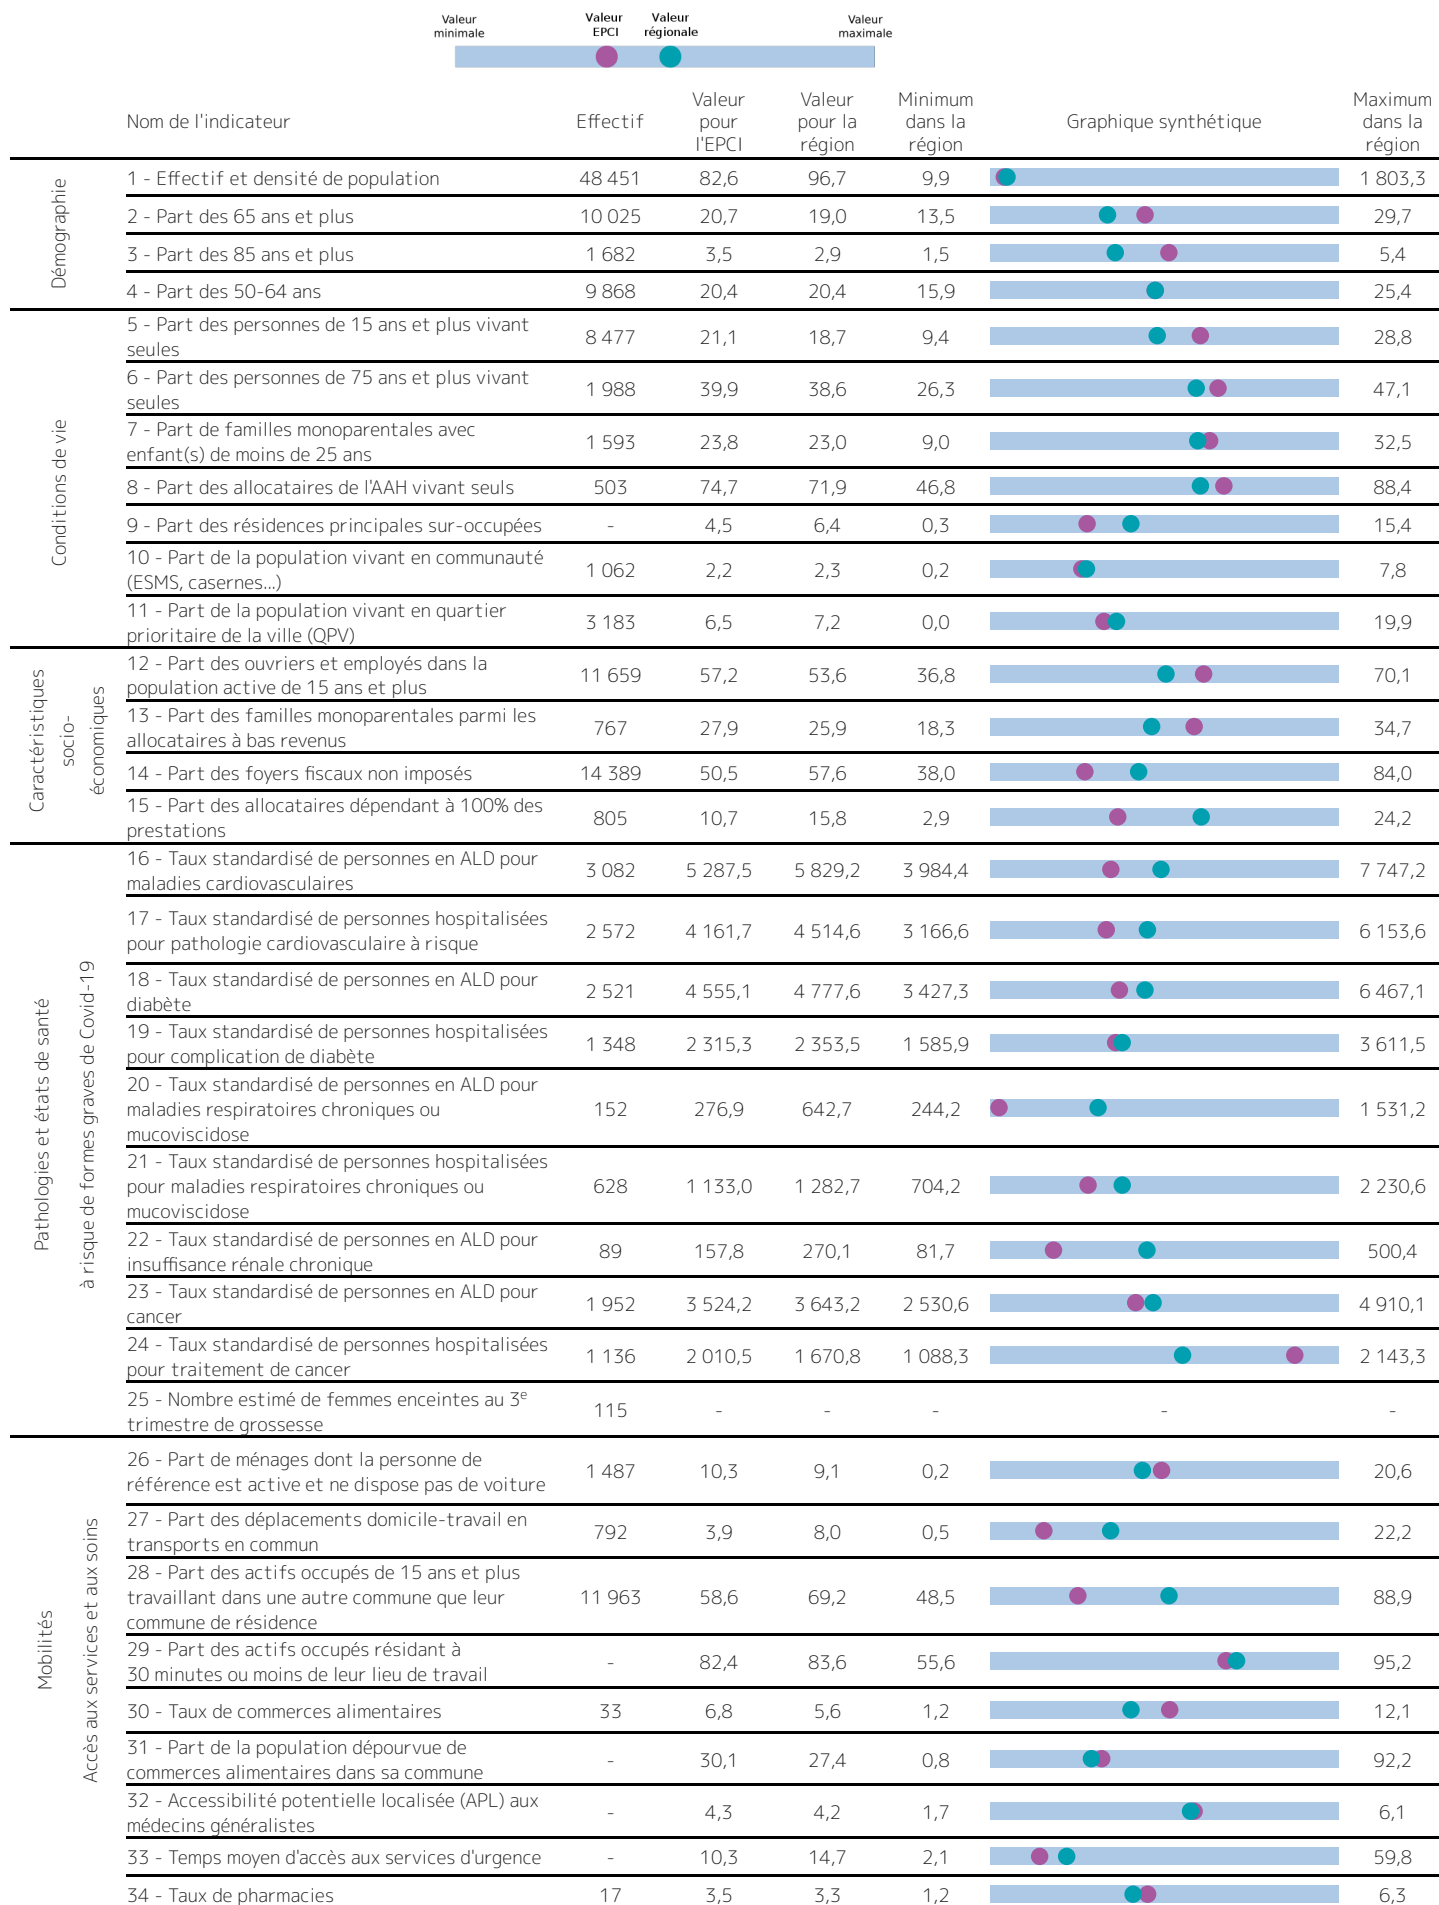 Valeur
minimale
Valeur
EPCI
Valeur
régionale
Valeur
maximale
Nom de l'indicateur
Effectif
Valeur
pour
l'EPCI
Valeur
pour la
région
Minimum
dans la
région
Graphique synthétique
Maximum
dans la
région
Démographie
1 - Effectif et densité de population 48 451 82,6 96,7 9,9 1 803,3
2 - Part des 65 ans et plus 10 025 20,7 19,0 13,5 29,7
3 - Part des 85 ans et plus 1 682 3,5 2,9 1,5 5,4
4 - Part des 50-64 ans 9 868 20,4 20,4 15,9 25,4
Conditions de vie
5 - Part des personnes de 15 ans et plus vivant
seules 8 477 21,1 18,7 9,4 28,8
6 - Part des personnes de 75 ans et plus vivant
seules 1 988 39,9 38,6 26,3 47,1
7 - Part de familles monoparentales avec
enfant(s) de moins de 25 ans 1 593 23,8 23,0 9,0 32,5
8 - Part des allocataires de l'AAH vivant seuls 503 74,7 71,9 46,8 88,4
9 - Part des résidences principales sur-occupées - 4,5 6,4 0,3 15,4
10 - Part de la population vivant en communauté
(ESMS, casernes...) 1 062 2,2 2,3 0,2 7,8
11 - Part de la population vivant en quartier
prioritaire de la ville (QPV) 3 183 6,5 7,2 0,0 19,9
Caractéristiques
socio-
économiques
12 - Part des ouvriers et employés dans la
population active de 15 ans et plus 11 659 57,2 53,6 36,8 70,1
13 - Part des familles monoparentales parmi les
allocataires à bas revenus 767 27,9 25,9 18,3 34,7
14 - Part des foyers fiscaux non imposés 14 389 50,5 57,6 38,0 84,0
15 - Part des allocataires dépendant à 100% des
prestations 805 10,7 15,8 2,9 24,2
Pathologies et états de santé
à risque de formes graves de Covid-19
16 - Taux standardisé de personnes en ALD pour
maladies cardiovasculaires 3 082 5 287,5 5 829,2 3 984,4 7 747,2
17 - Taux standardisé de personnes hospitalisées
pour pathologie cardiovasculaire à risque 2 572 4 161,7 4 514,6 3 166,6 6 153,6
18 - Taux standardisé de personnes en ALD pour
diabète 2 521 4 555,1 4 777,6 3 427,3 6 467,1
19 - Taux standardisé de personnes hospitalisées
pour complication de diabète 1 348 2 315,3 2 353,5 1 585,9 3 611,5
20 - Taux standardisé de personnes en ALD pour
maladies respiratoires chroniques ou 152 276,9 642,7 244,2 1 531,2
mucoviscidose
21 - Taux standardisé de personnes hospitalisées
pour maladies respiratoires chroniques ou 628 1 133,0 1 282,7 704,2 2 230,6
mucoviscidose
22 - Taux standardisé de personnes en ALD pour
insuffisance rénale chronique 89 157,8 270,1 81,7 500,4
23 - Taux standardisé de personnes en ALD pour
cancer 1 952 3 524,2 3 643,2 2 530,6 4 910,1
24 - Taux standardisé de personnes hospitalisées
pour traitement de cancer 1 136 2 010,5 1 670,8 1 088,3 2 143,3
25 - Nombre estimé de femmes enceintes au 3e
trimestre de grossesse 115 - - - - -
Mobilités
Accès aux services et aux soins
26 - Part de ménages dont la personne de
référence est active et ne dispose pas de voiture 1 487 10,3 9,1 0,2 20,6
27 - Part des déplacements domicile-travail en
transports en commun 792 3,9 8,0 0,5 22,2
28 - Part des actifs occupés de 15 ans et plus
travaillant dans une autre commune que leur 11 963 58,6 69,2 48,5 88,9
commune de résidence
29 - Part des actifs occupés résidant à
30 minutes ou moins de leur lieu de travail - 82,4 83,6 55,6 95,2
30 - Taux de commerces alimentaires 33 6,8 5,6 1,2 12,1
31 - Part de la population dépourvue de
commerces alimentaires dans sa commune - 30,1 27,4 0,8 92,2
32 - Accessibilité potentielle localisée (APL) aux
médecins généralistes - 4,3 4,2 1,7 6,1
33 - Temps moyen d'accès aux services d'urgence - 10,3 14,7 2,1 59,8
34 - Taux de pharmacies 17 3,5 3,3 1,2 6,3